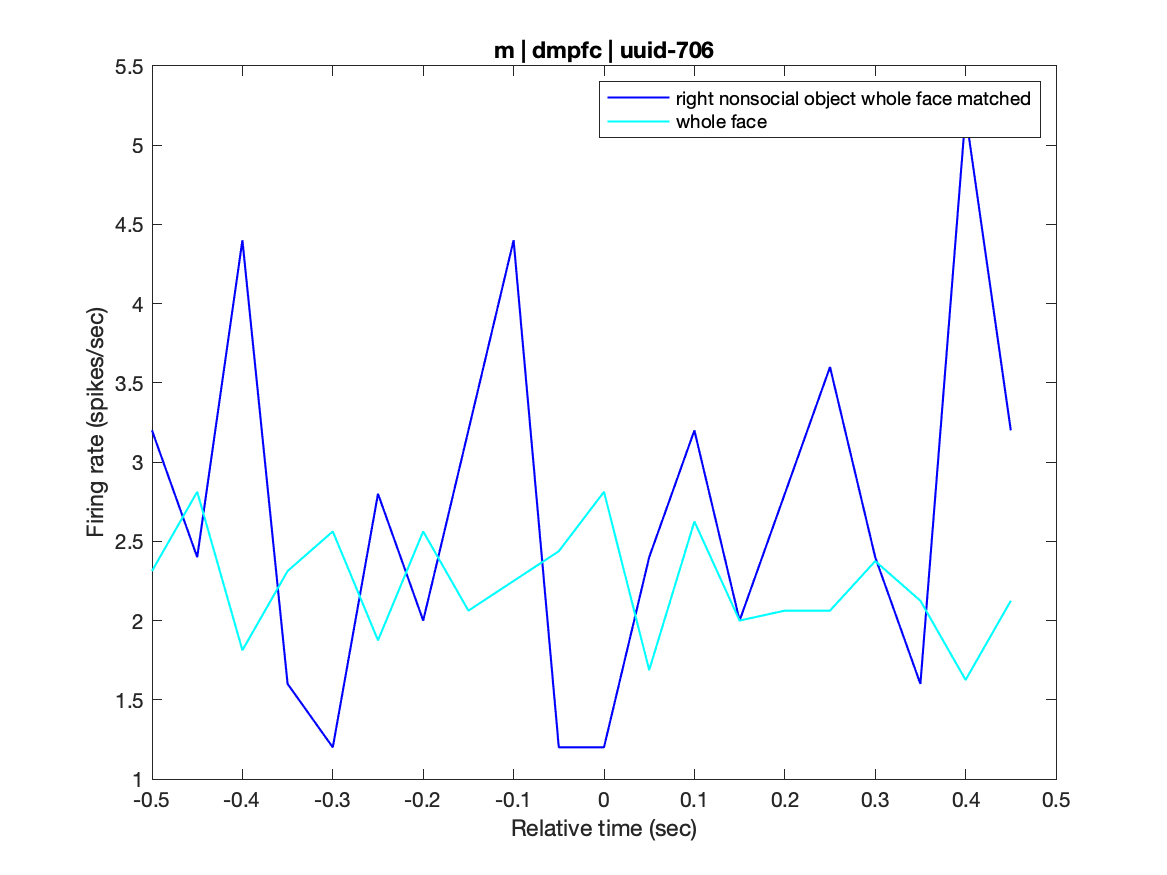 m | dmpfc | uuid-706
right nonsocial object whole face matched
whole face
5.5
5
4.5
4
3.5
3
2.5
2
1.5
1
Firing rate (spikes/sec)
-0.5 -0.4 -0.3 -0.2 -0.1 0 0.1 0.2 0.3 0.4 0.5
Relative time (sec)